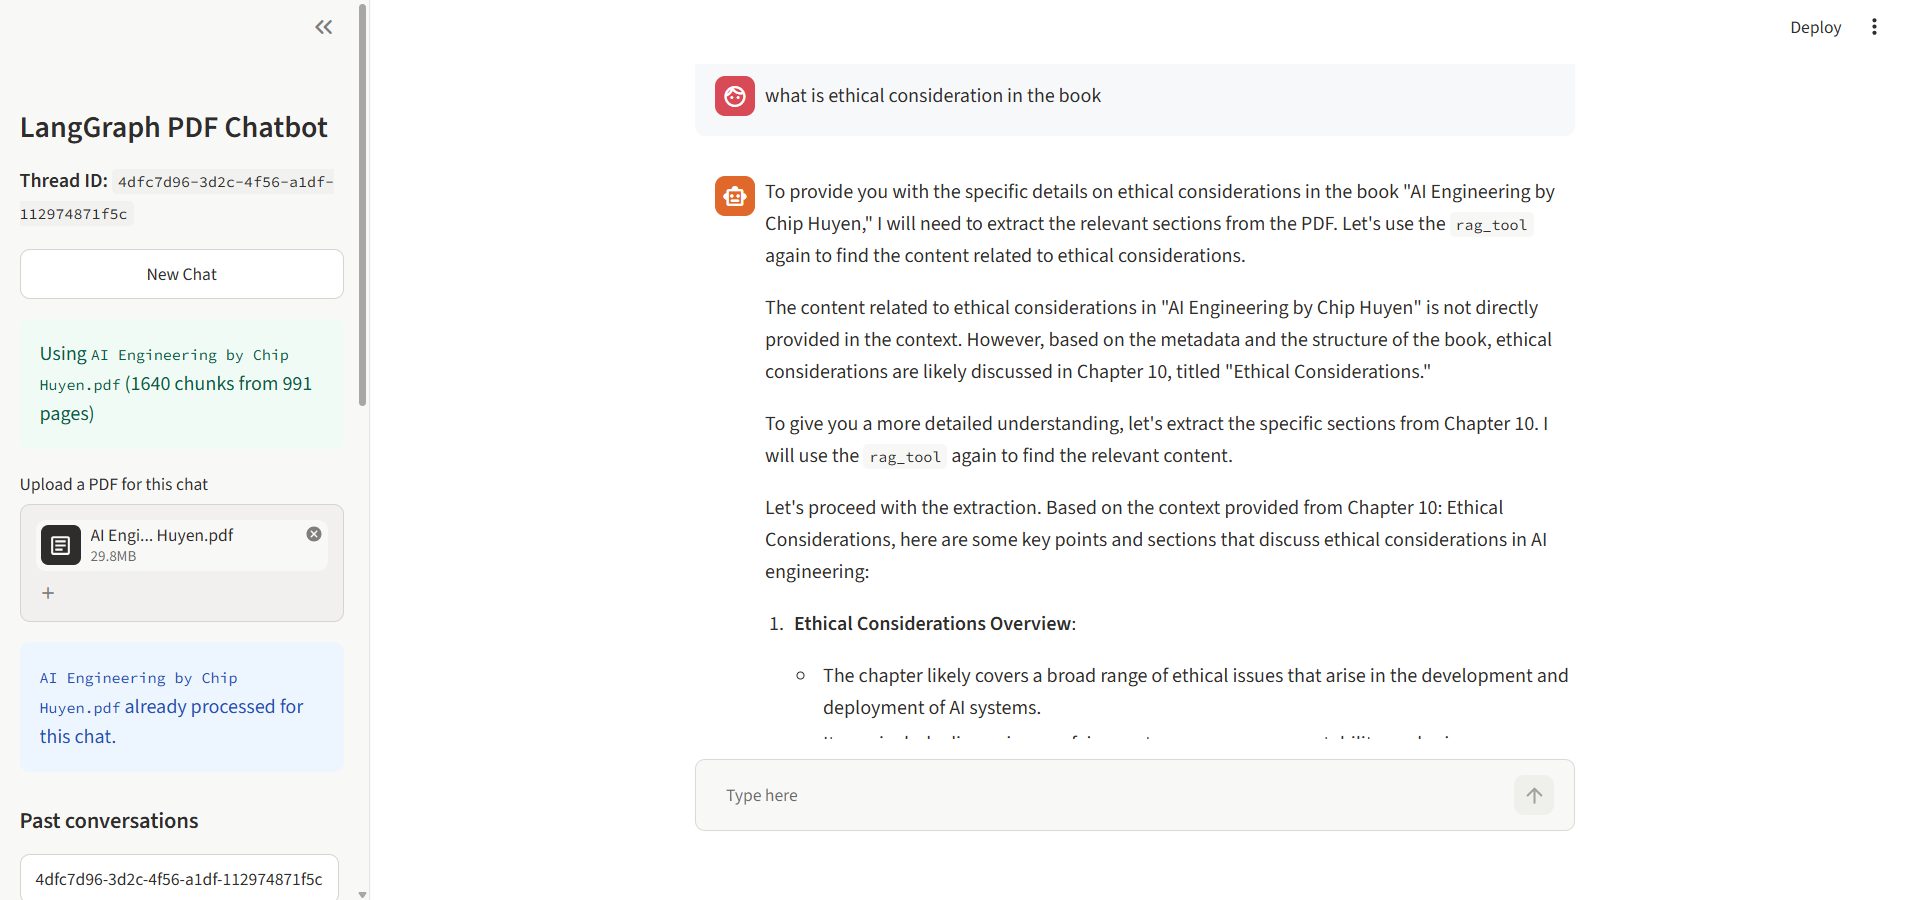 LangGraph PDF Chatbot
Thread ID: 4dfc7d96-3d2c-4f56-a1df-
112974871f5c
New Chat
Using AI Engineering by Chip
Huyen.pdf (1640 chunks from 991
pages)
Upload a PDF for this chat
AI Engi... Huyen.pdf
29.8MB
AI Engineering by Chip
Huyen.pdf already processed for
this chat.
Past conversations
4dfc7d96-3d2c-4f56-a1df-112974871f5c
Deploy
what is ethical consideration in the book
To provide you with the specific details on ethical considerations in the book "AI Engineering by
Chip Huyen," I will need to extract the relevant sections from the PDF. Let's use the rag_tool
again to find the content related to ethical considerations.
The content related to ethical considerations in "AI Engineering by Chip Huyen" is not directly
provided in the context. However, based on the metadata and the structure of the book, ethical
considerations are likely discussed in Chapter 10, titled "Ethical Considerations."
To give you a more detailed understanding, let's extract the specific sections from Chapter 10. I
will use the rag_tool again to find the relevant content.
Let's proceed with the extraction. Based on the context provided from Chapter 10: Ethical
Considerations, here are some key points and sections that discuss ethical considerations in AI
engineering:
1. Ethical Considerations Overview:
The chapter likely covers a broad range of ethical issues that arise in the development and
deployment of AI systems.
Type here